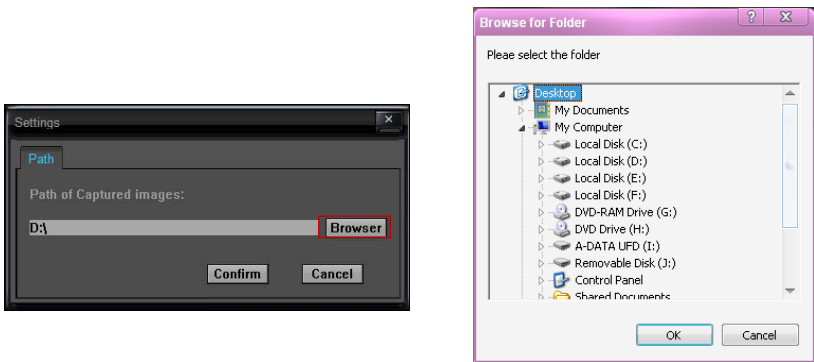 Settings
Path
Path of Captured images:
D:\
Browser
Confirm
Cancel
Browse for Folder
Pleae select the folder
Desktop
My Documents
My Computer
Local Disk (C:)
Local Disk (D:)
Local Disk (E:)
Local Disk (F:)
DVD-RAM Drive (G:)
DVD Drive (H:)
A-DATA UFD (I:)
Removable Disk (J:)
Control Panel
Shared Documents
OK
Cancel